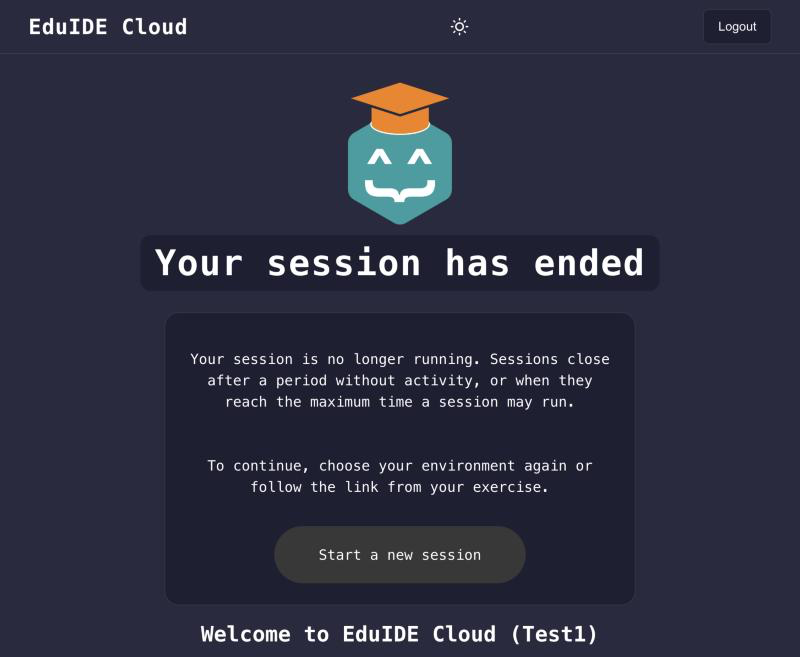 EduIDE Cloud
Logout
Your session has ended
Your session is no longer running. Sessions close
after a period without activity, or when they
reach the maximum time a session may run.
To continue, choose your environment again or
follow the link from your exercise.
Start a new session
Welcome to EduIDE Cloud (Test1)